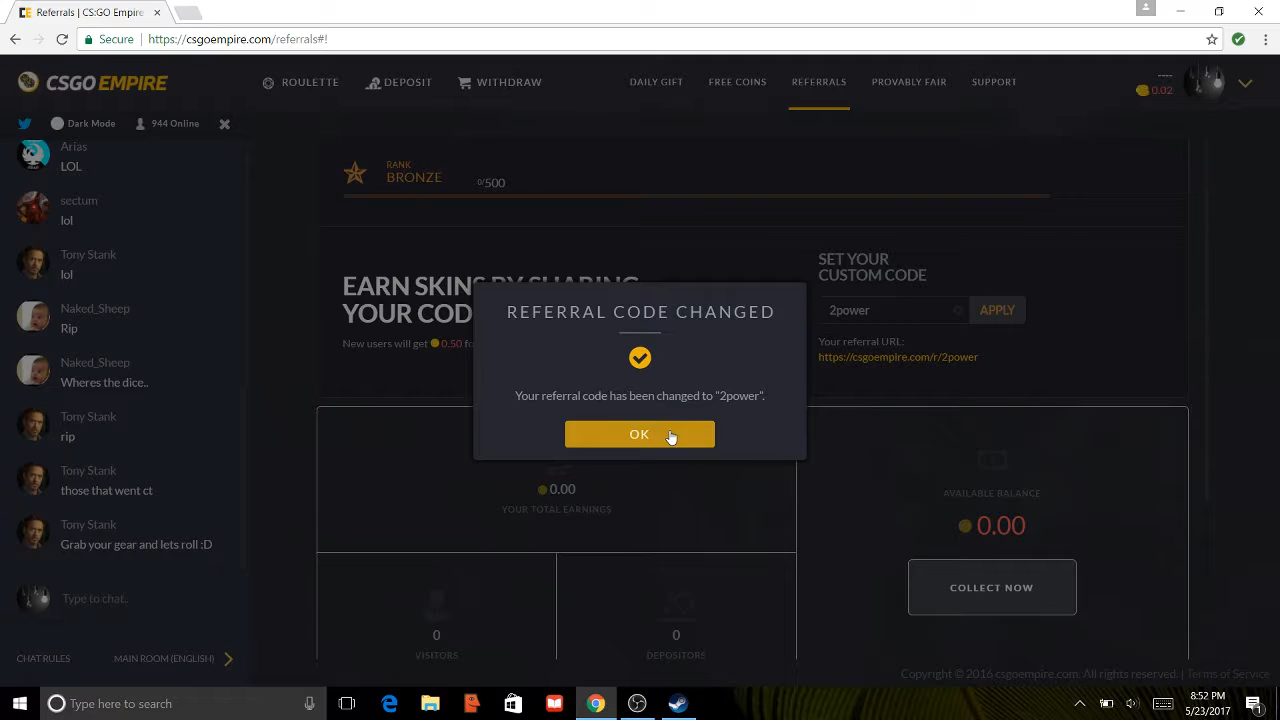 Referrals | CS:GO Empire
Secure | https://csgoempire.com/referrals#!
CSGOEMPIRE
ROULETTE
DEPOSIT
WITHDRAW
DAILY GIFT
FREE COINS
REFERRALS
PROVABLY FAIR
SUPPORT
----
0.02
Dark Mode
944 Online
Arias
LOL
sectum
lol
Tony Stank
lol
Naked_Sheep
Rip
Naked_Sheep
Wheres the dice..
Tony Stank
rip
Tony Stank
those that went ct
Tony Stank
Grab your gear and lets roll :D
Type to chat..
CHAT RULES
MAIN ROOM (ENGLISH)
RANK
BRONZE
0/500
EARN SKINS BY SHARING
YOUR COD
New users will get 0.50 fo
SET YOUR
CUSTOM CODE
2power
APPLY
Your referral URL:
https://csgoempire.com/r/2power
REFERRAL CODE CHANGED
Your referral code has been changed to "2power".
OK
0.00
YOUR TOTAL EARNINGS
0
VISITORS
0
DEPOSITORS
AVAILABLE BALANCE
0.00
COLLECT NOW
Copyright © 2016 csgoempire.com. All rights reserved. | Terms of Service
Type here to search
8:52 PM
5/23/2017